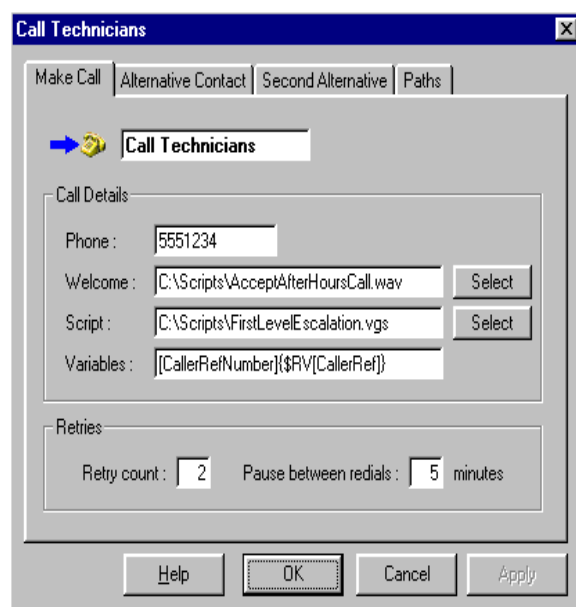 Call Technicians
Make Call Alternative Contact Second Alternative Paths
Call Technicians
Call Details
Phone : 5551234
Welcome : C:\Scripts\AcceptAfterHoursCall.wav Select
Script : C:\Scripts\FirstLevelEscalation.vgs Select
Variables : [CallerRefNumber]{$RV[CallerRef]}
Retries
Retry count : 2 Pause between redials : 5 minutes
Help OK Cancel Apply